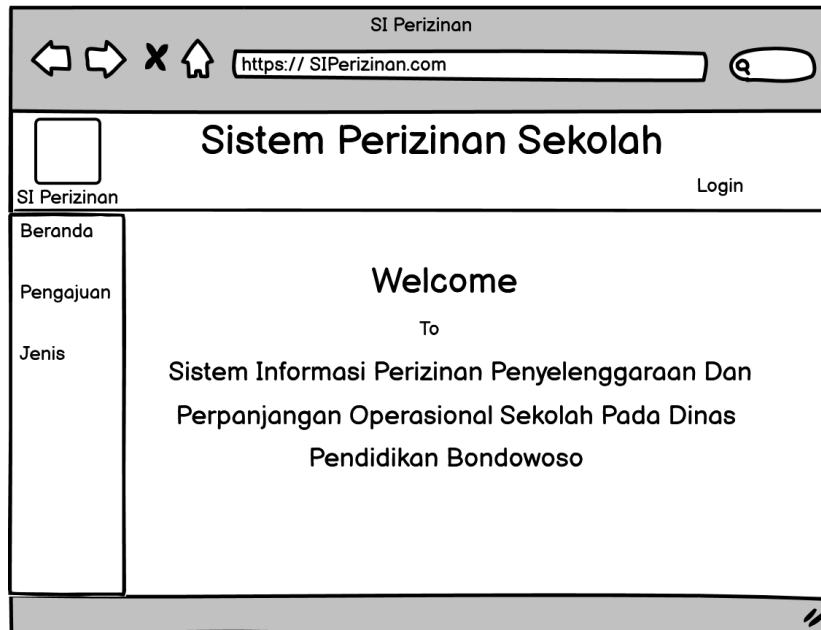 SI Perizinan
https:// SIPerizinan.com
Sistem Perizinan Sekolah
SI Perizinan
Login
Beranda
Pengajuan
Jenis
Welcome
To
Sistem Informasi Perizinan Penyelenggaraan Dan
Perpanjangan Operasional Sekolah Pada Dinas
Pendidikan Bondowoso